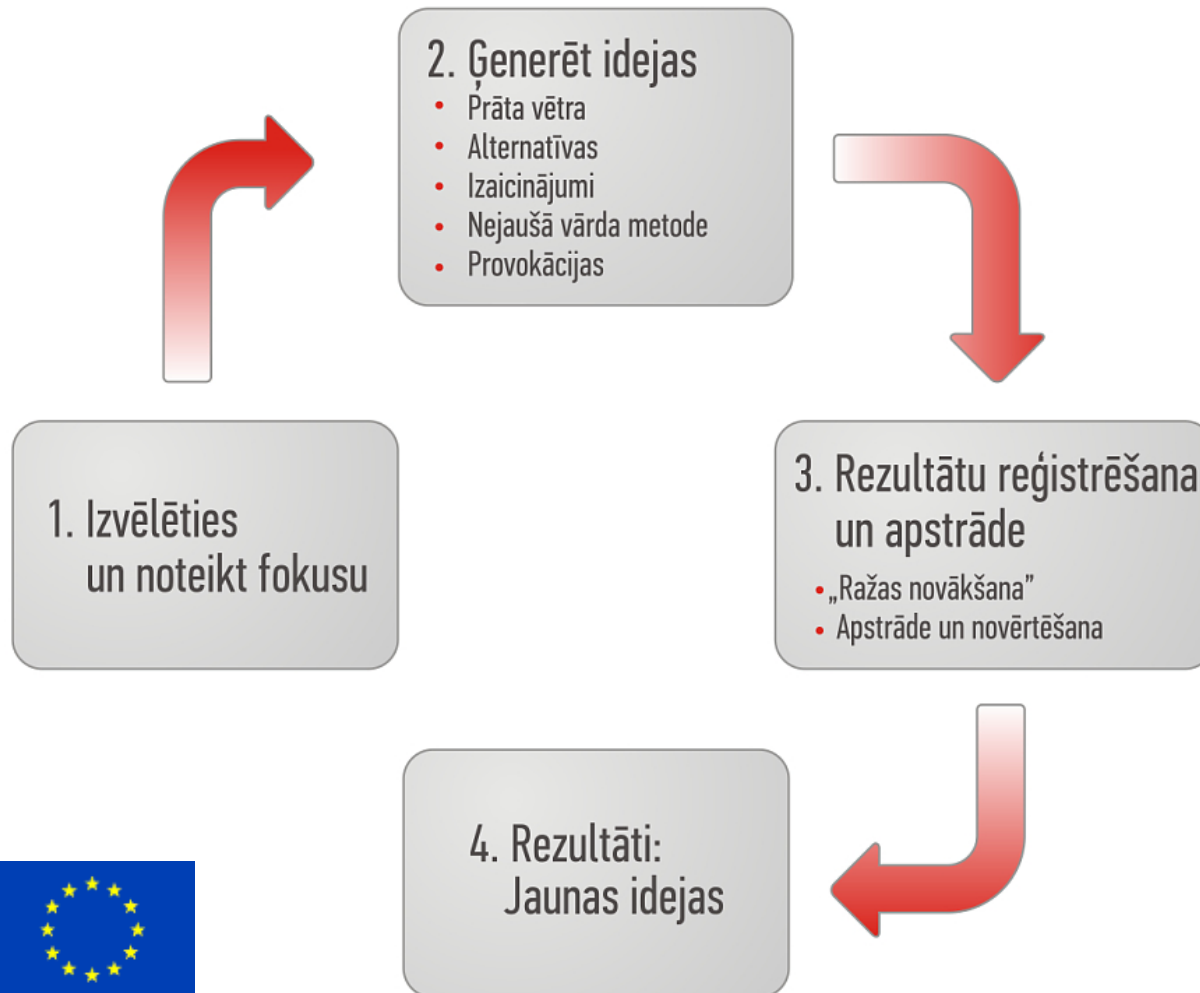 2. Ģenerēt idejas
• Prāta vētra
• Alternatīvas
• Izaicinājumi
• Nejaušā vārda metode
• Provokācijas
1. Izvēlēties
un noteikt fokusu
3. Rezultātu reģistrēšana
un apstrāde
• „Ražas novākšana”
• Apstrāde un novērtēšana
4. Rezultāti:
Jaunas idejas